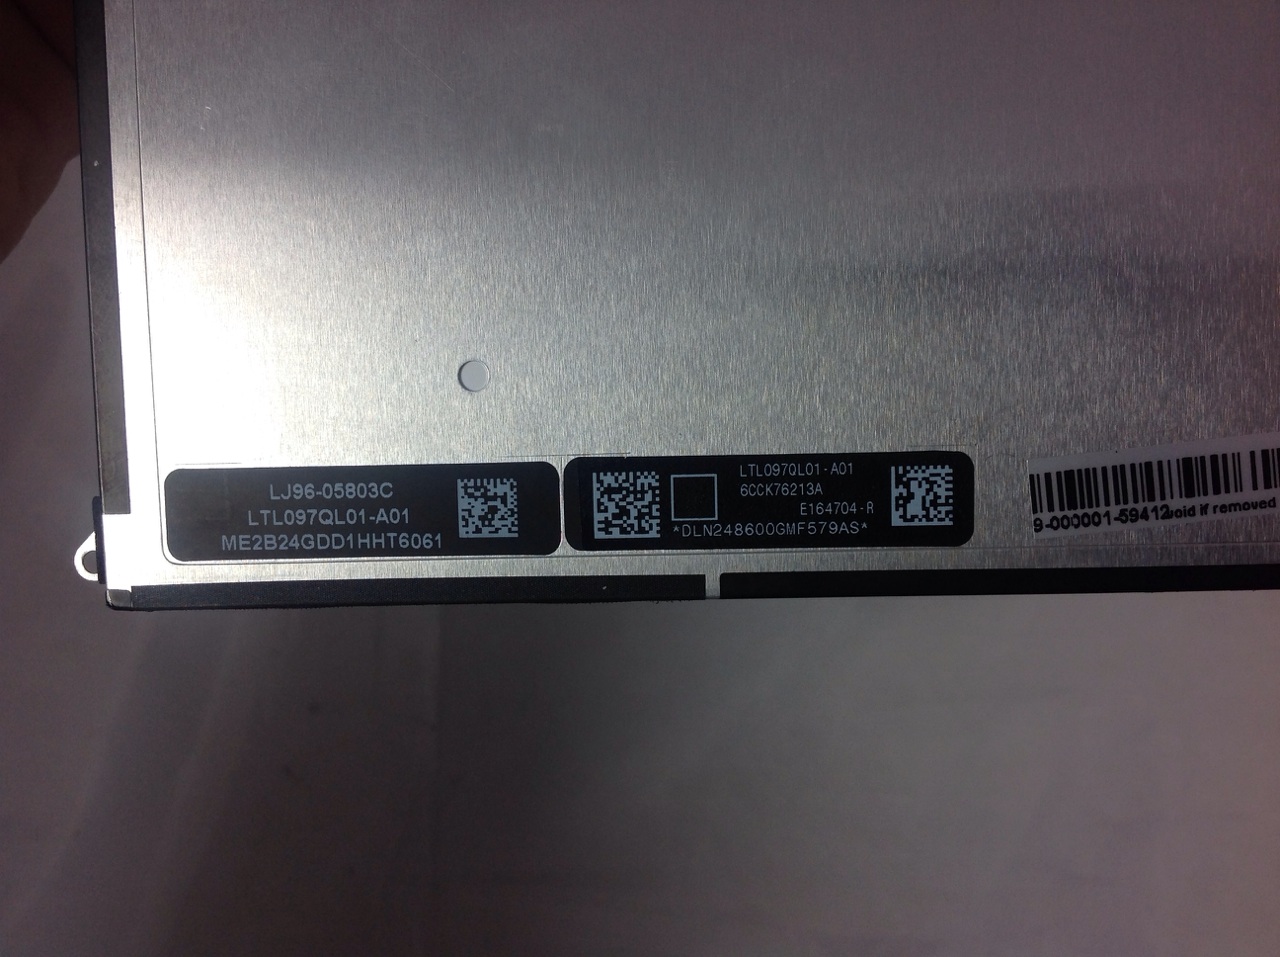 LJ96-05803C
LTL097QL01-A01
ME2B24GDD1HHT6061
LTL097QL01-A01
6CCK76213A
E164704-R
*DLN248600GMF579AS*
9-000001-59412
void if removed